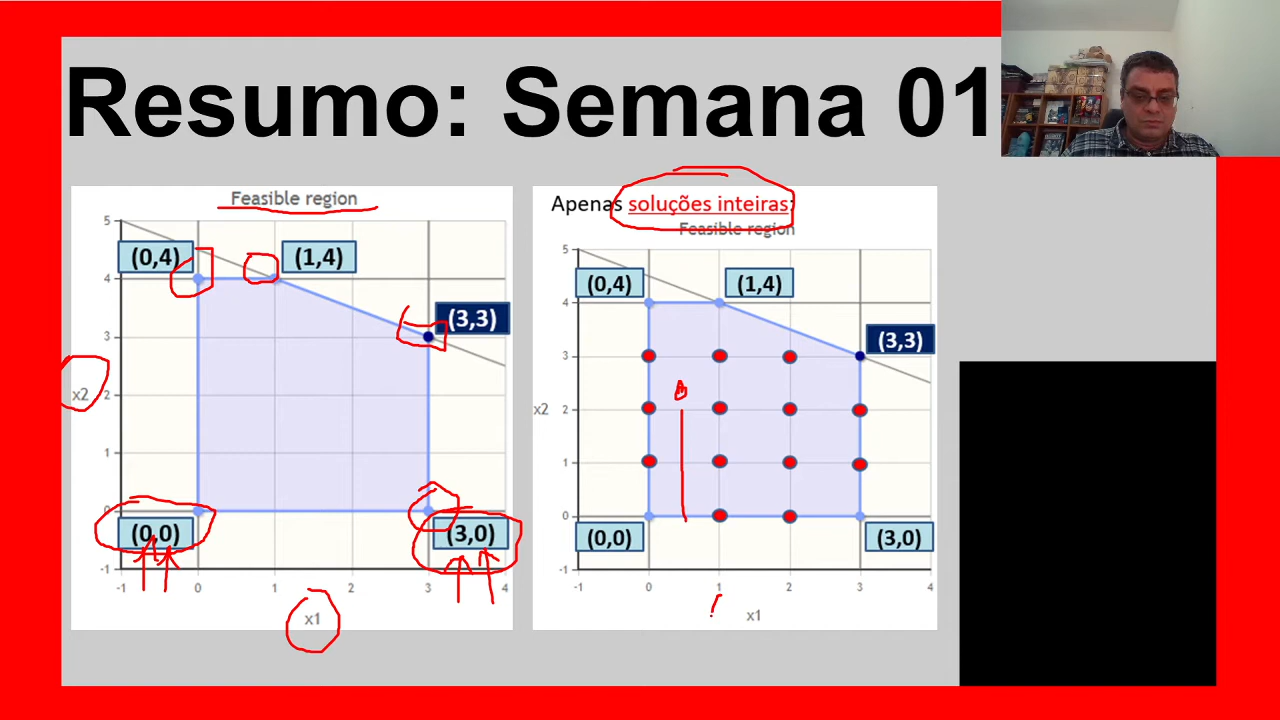 Resumo: Semana 01
Feasible region
5
(0,4)
(1,4)
4
(3,3)
3
x2
2
1
0
(0,0)
(3,0)
-1
-1 0 1 2 3 4
x1
Apenas soluções inteiras:
Feasible region
5
(0,4)
(1,4)
4
(3,3)
3
x2
2
1
0
(0,0)
(3,0)
-1
-1 0 1 2 3 4
x1